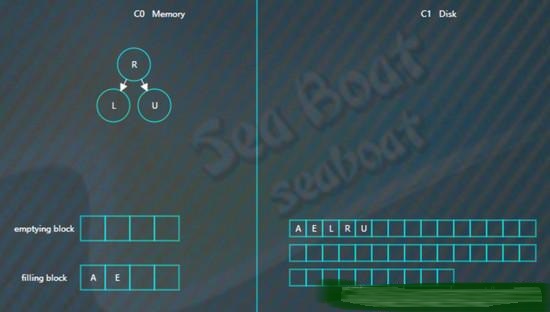 C0 Memory
C1 Disk
R
L U
Sea Boat
seaboat
emptying block
A E L R U
filling block
A E